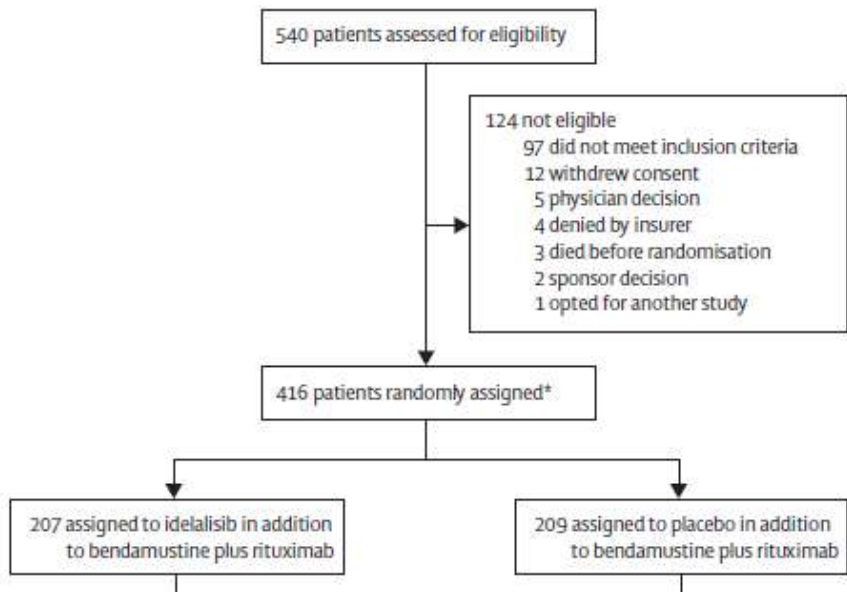 540 patients assessed for eligibility
124 not eligible
97 did not meet inclusion criteria
12 withdrew consent
5 physician decision
4 denied by insurer
3 died before randomisation
2 sponsor decision
1 opted for another study
416 patients randomly assigned*
207 assigned to idelalisib in addition
to bendamustine plus rituximab
209 assigned to placebo in addition
to bendamustine plus rituximab